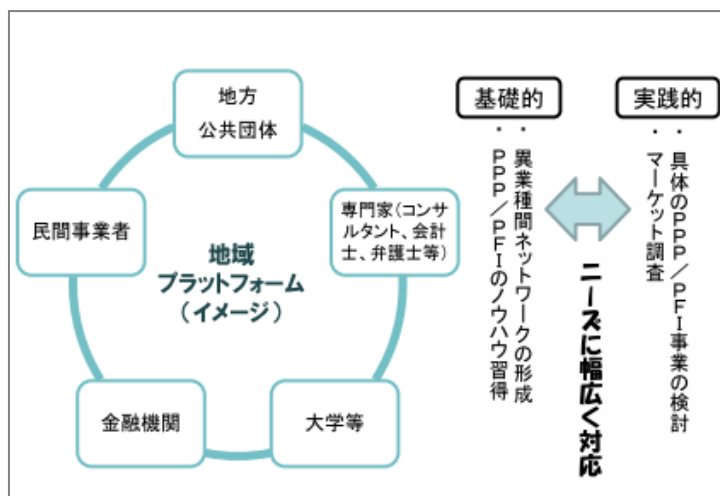 地方
公共団体
民間事業者
専門家(コンサ
ルタント、会計
士、弁護士等)
地域
プラットフォーム
(イメージ)
金融機関
大学等
基礎的
・異業種間ネットワークの形成
・PPP/PFIのノウハウ習得
ニーズに幅広く対応
実践的
・具体のPPP/PFI事業の検討
・マーケット調査